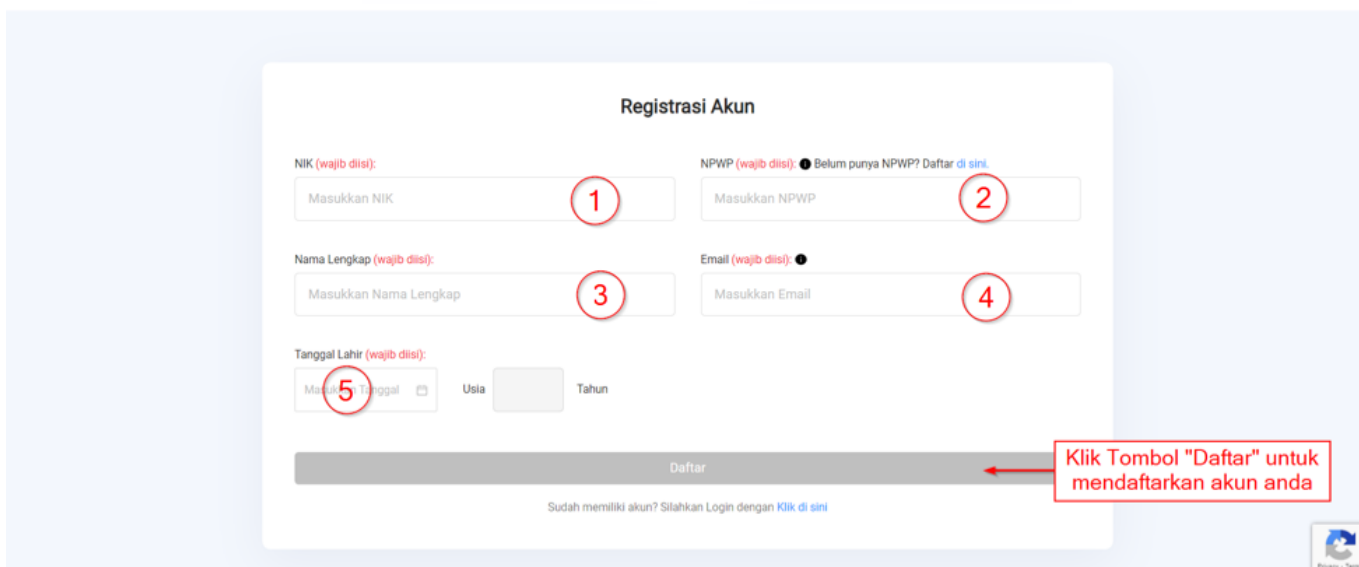 Registrasi Akun
NIK (wajib diisi):
NPWP (wajib diisi): Belum punya NPWP? Daftar di sini.
Masukkan NIK
1
Masukkan NPWP
2
Nama Lengkap (wajib diisi):
Email (wajib diisi):
Masukkan Nama Lengkap
3
Masukkan Email
4
Tanggal Lahir (wajib diisi):
Masukkan Tanggal
5
Usia
Tahun
Daftar
Klik Tombol "Daftar" untuk
mendaftarkan akun anda
Sudah memiliki akun? Silahkan Login dengan Klik di sini